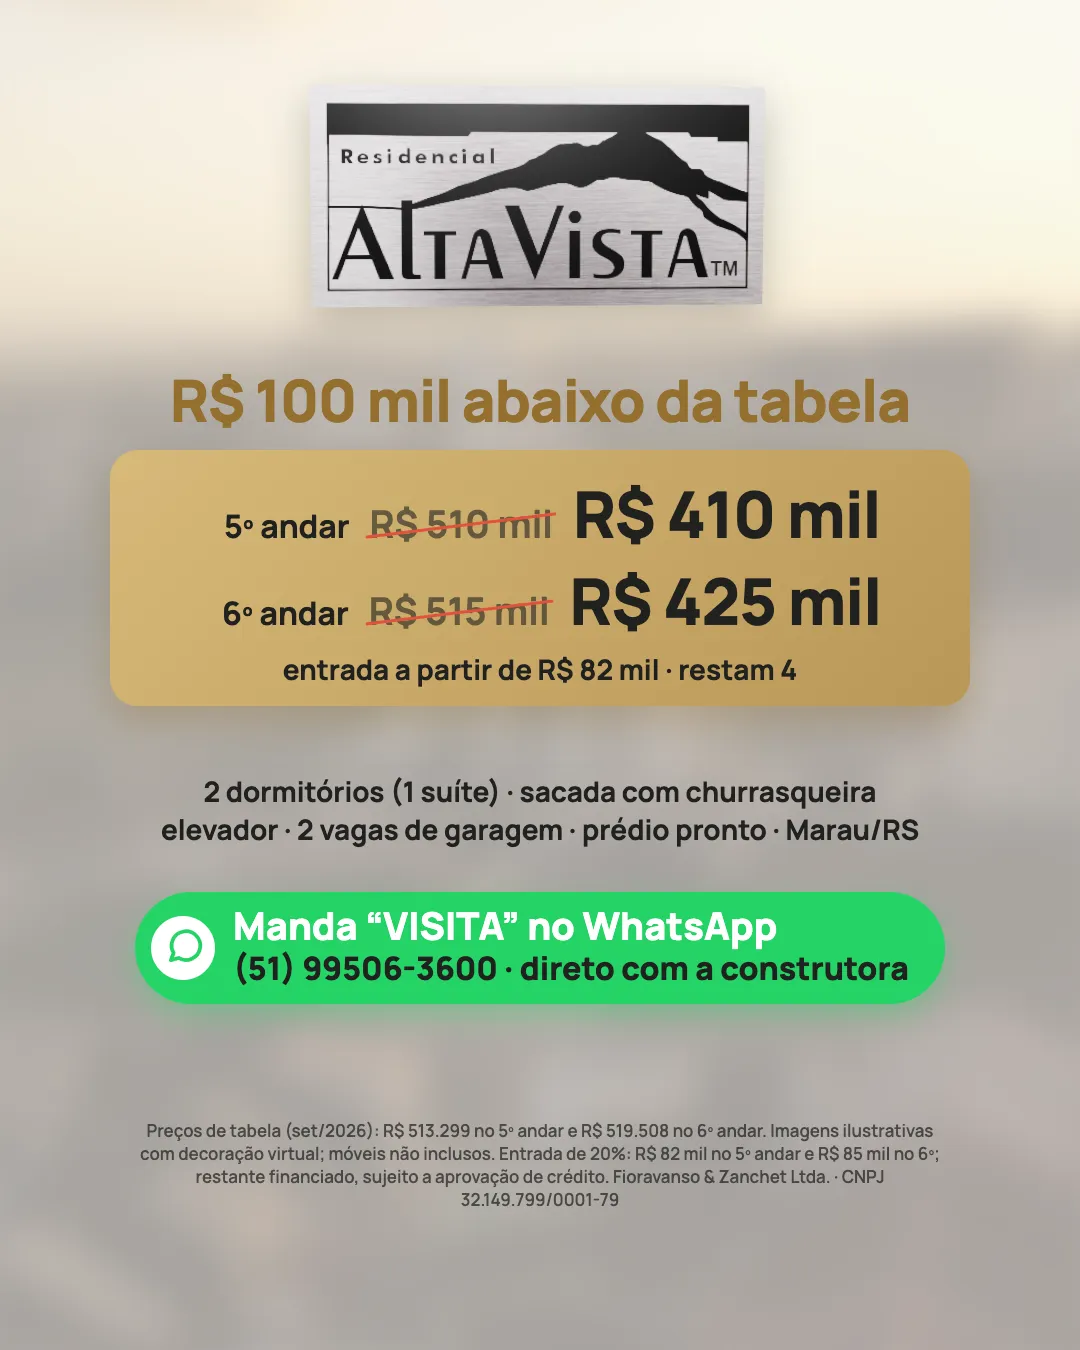 Residencial
ALTAVISTA™
R$ 100 mil abaixo da tabela
5º andar R$ 510 mil R$ 410 mil
6º andar R$ 515 mil R$ 425 mil
entrada a partir de R$ 82 mil · restam 4
2 dormitórios (1 suíte) · sacada com churrasqueira
elevador · 2 vagas de garagem · prédio pronto · Marau/RS
Manda “VISITA” no WhatsApp
(51) 99506-3600 · direto com a construtora
Preços de tabela (set/2026): R$ 513.299 no 5º andar e R$ 519.508 no 6º andar. Imagens ilustrativas
com decoração virtual; móveis não inclusos. Entrada de 20%: R$ 82 mil no 5º andar e R$ 85 mil no 6º;
restante financiado, sujeito a aprovação de crédito. Fioravanso & Zanchet Ltda. · CNPJ
32.149.799/0001-79